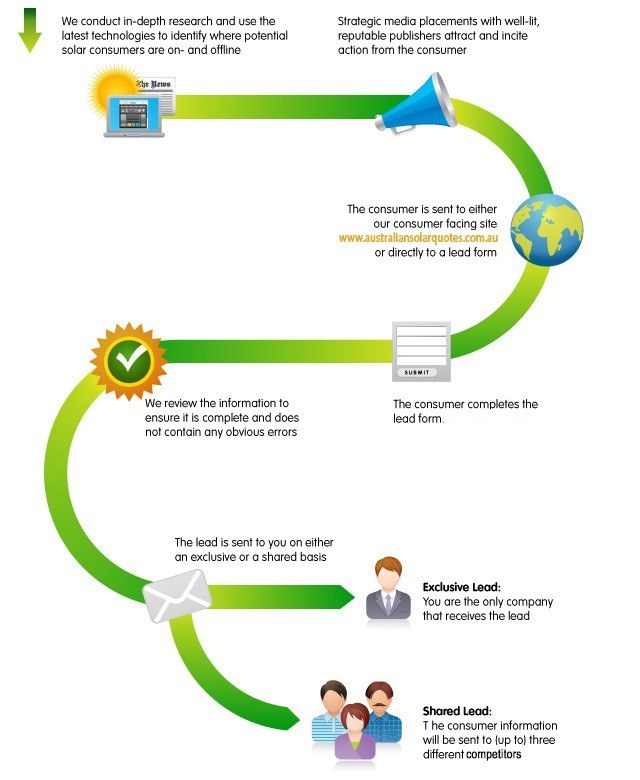 We conduct in-depth research and use the
latest technologies to identify where potential
solar consumers are on- and offline
Strategic media placements with well-lit,
reputable publishers attract and incite
action from the consumer
The News
The consumer is sent to either
our consumer facing site
www.australiansolarquotes.com.au
or directly to a lead form
SUBMIT
The consumer completes the
lead form.
We review the information to
ensure it is complete and does
not contain any obvious errors
The lead is sent to you on either
an exclusive or a shared basis
Exclusive Lead:
You are the only company
that receives the lead
Shared Lead:
T he consumer information
will be sent to (up to) three
different competitors